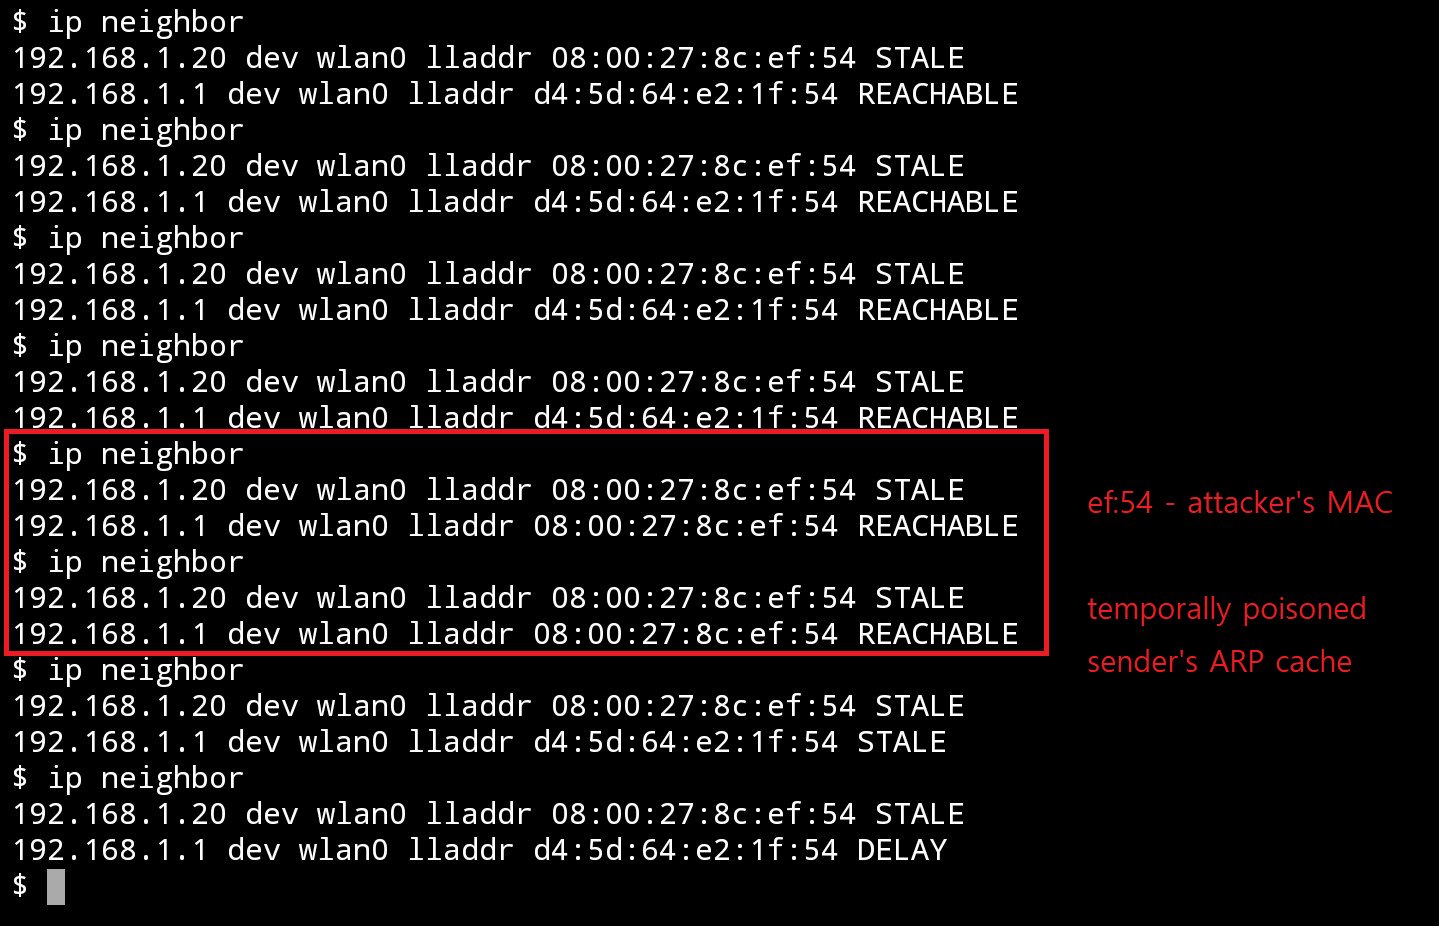 $ ip neighbor
192.168.1.20 dev wlan0 lladdr 08:00:27:8c:ef:54 STALE
192.168.1.1 dev wlan0 lladdr d4:5d:64:e2:1f:54 REACHABLE
$ ip neighbor
192.168.1.20 dev wlan0 lladdr 08:00:27:8c:ef:54 STALE
192.168.1.1 dev wlan0 lladdr d4:5d:64:e2:1f:54 REACHABLE
$ ip neighbor
192.168.1.20 dev wlan0 lladdr 08:00:27:8c:ef:54 STALE
192.168.1.1 dev wlan0 lladdr d4:5d:64:e2:1f:54 REACHABLE
$ ip neighbor
192.168.1.20 dev wlan0 lladdr 08:00:27:8c:ef:54 STALE
192.168.1.1 dev wlan0 lladdr d4:5d:64:e2:1f:54 REACHABLE
$ ip neighbor
192.168.1.20 dev wlan0 lladdr 08:00:27:8c:ef:54 STALE
192.168.1.1 dev wlan0 lladdr 08:00:27:8c:ef:54 REACHABLE
$ ip neighbor
192.168.1.20 dev wlan0 lladdr 08:00:27:8c:ef:54 STALE
192.168.1.1 dev wlan0 lladdr 08:00:27:8c:ef:54 REACHABLE
$ ip neighbor
192.168.1.20 dev wlan0 lladdr 08:00:27:8c:ef:54 STALE
192.168.1.1 dev wlan0 lladdr d4:5d:64:e2:1f:54 STALE
$ ip neighbor
192.168.1.20 dev wlan0 lladdr 08:00:27:8c:ef:54 STALE
192.168.1.1 dev wlan0 lladdr d4:5d:64:e2:1f:54 DELAY
$
ef:54 - attacker's MAC
temporally poisoned
sender's ARP cache